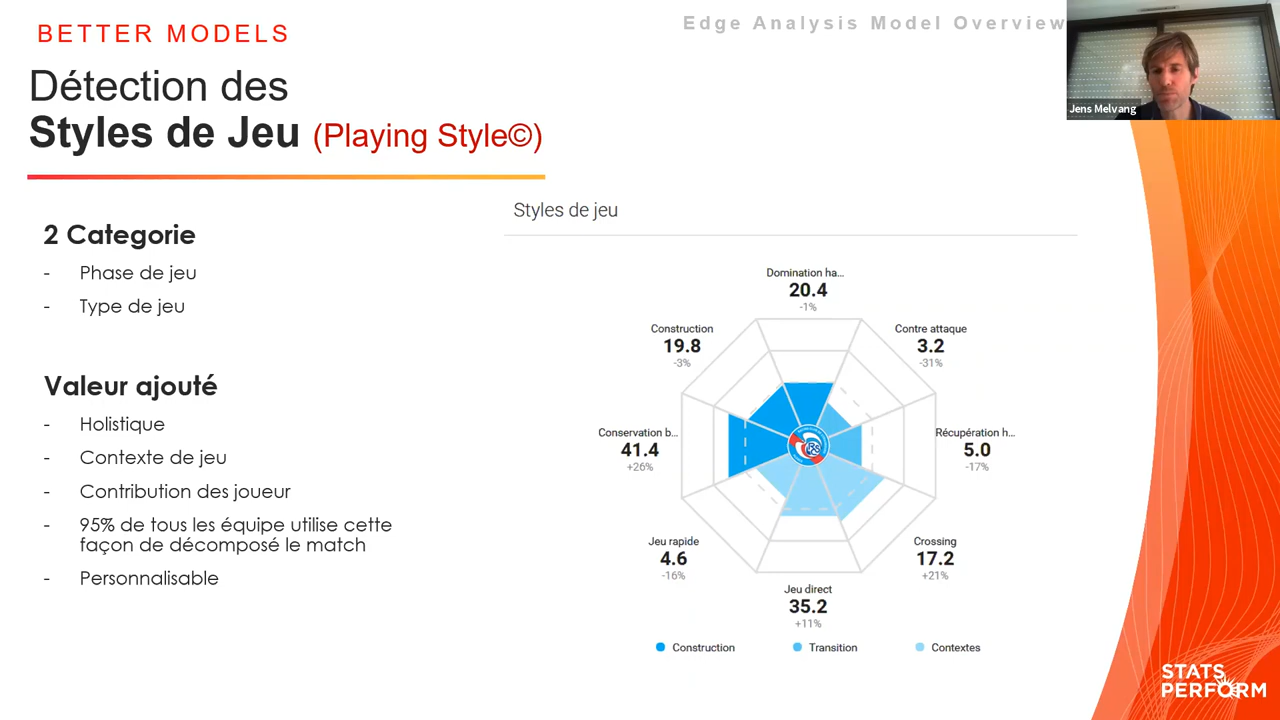 BETTER MODELS
Edge Analysis Model Overview
Jens Melvang
Détection des
Styles de Jeu (Playing Style©)
2 Categorie
- Phase de jeu
- Type de jeu
Valeur ajouté
- Holistique
- Contexte de jeu
- Contribution des joueur
- 95% de tous les équipe utilise cette
façon de décomposé le match
- Personnalisable
Styles de jeu
Domination ha...
20.4
-1%
Construction
19.8
-3%
Contre attaque
3.2
-31%
Conservation b...
41.4
+26%
Récupération h...
5.0
-17%
Jeu rapide
4.6
-16%
Crossing
17.2
+21%
Jeu direct
35.2
+11%
Construction
Transition
Contextes
STATS
PERFORM